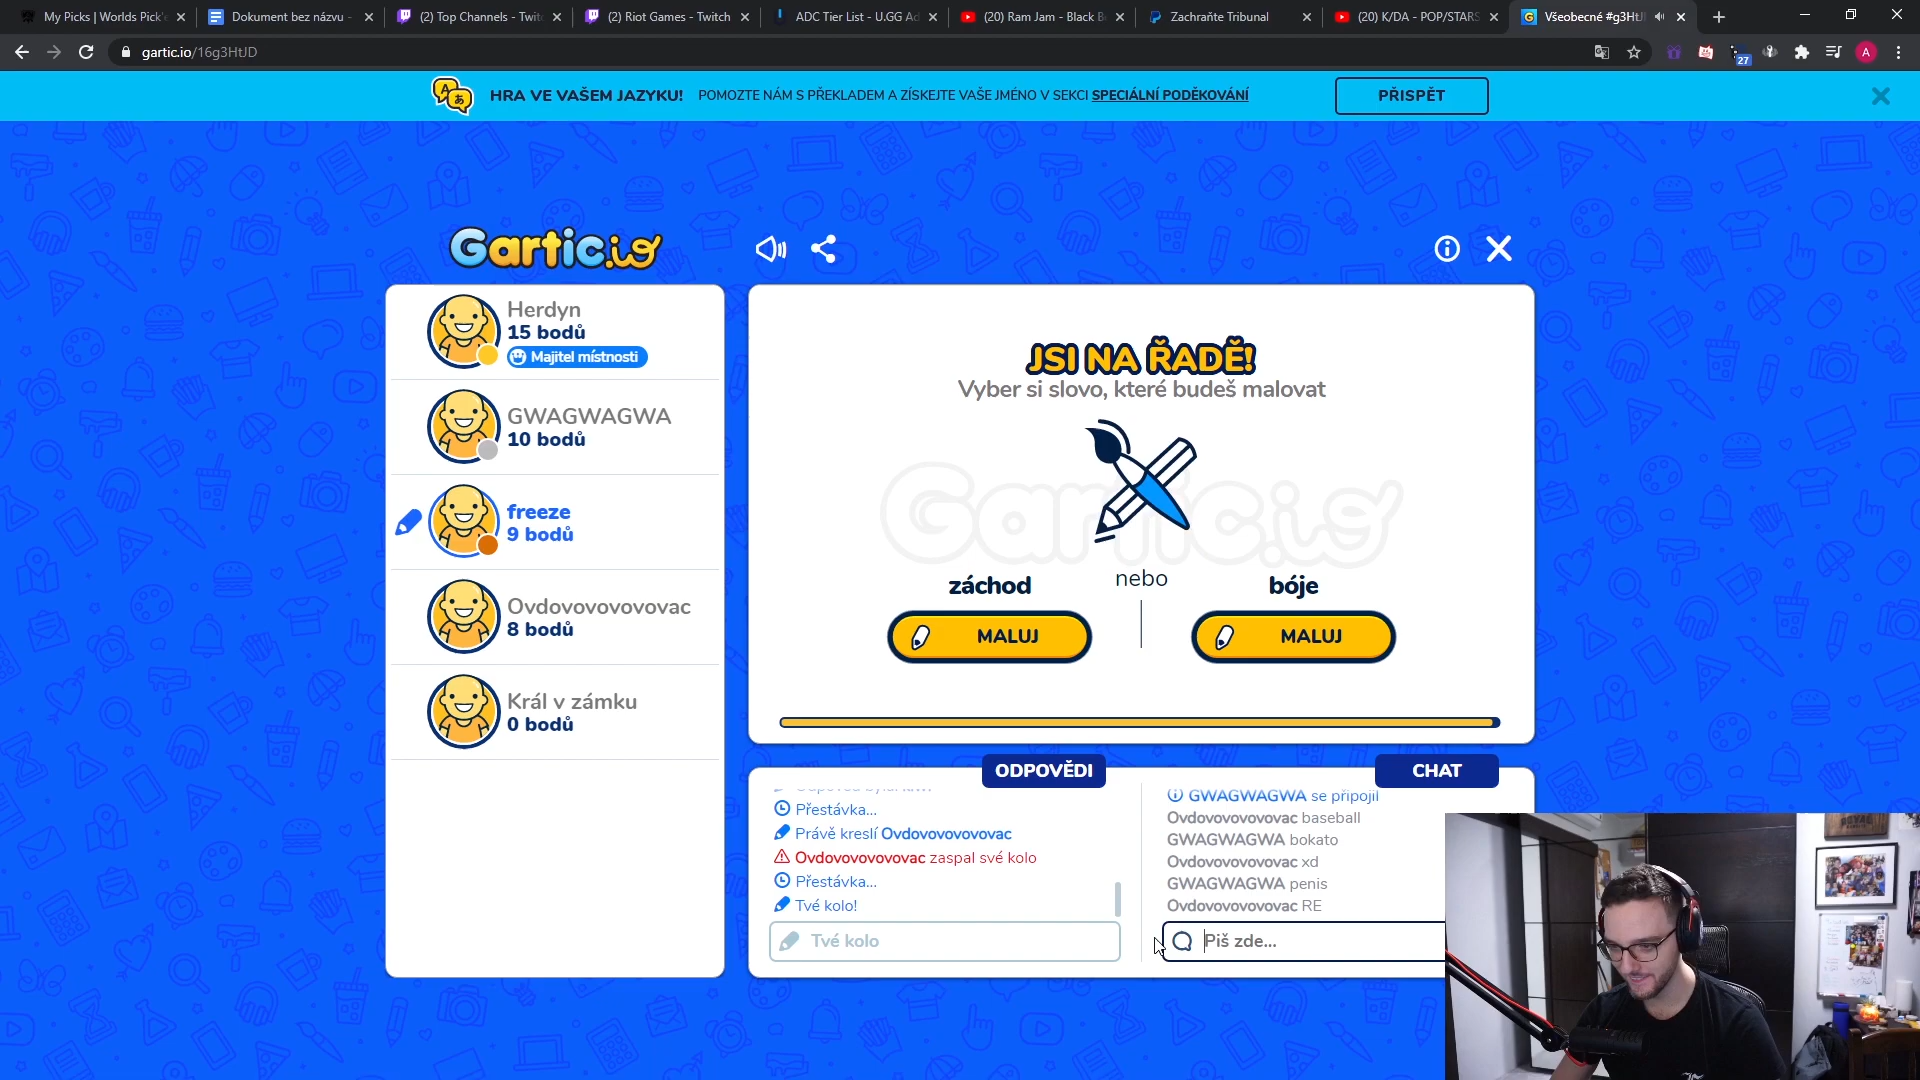 My Picks | Worlds Pick'e
Dokument bez názvu -
(2) Top Channels - Twitc
(2) Riot Games - Twitch
ADC Tier List - U.GG Ad
(20) Ram Jam - Black B
Zachraňte Tribunal
(20) K/DA - POP/STARS
Všeobecné #g3HtJ
gartic.io/16g3HtJD
27
A
HRA VE VAŠEM JAZYKU! POMOZTE NÁM S PŘEKLADEM A ZÍSKEJTE VAŠE JMÉNO V SEKCI SPECIÁLNÍ PODĚKOVÁNÍ
PŘISPĚT
Gartic.io
Herdyn
15 bodů
Majitel místnosti
GWAGWAGWA
10 bodů
freeze
9 bodů
Ovdovovovovovac
8 bodů
Král v zámku
0 bodů
JSI NA ŘADĚ!
Vyber si slovo, které budeš malovat
Gartic.io
záchod
nebo
bóje
MALUJ
MALUJ
ODPOVĚDI
Přestávka...
Právě kreslí Ovdovovovovovac
Ovdovovovovovac zaspal své kolo
Přestávka...
Tvé kolo!
Tvé kolo
CHAT
GWAGWAGWA se připojil
Ovdovovovovovac baseball
GWAGWAGWA bokato
Ovdovovovovovac xd
GWAGWAGWA penis
Ovdovovovovovac RE
Piš zde...